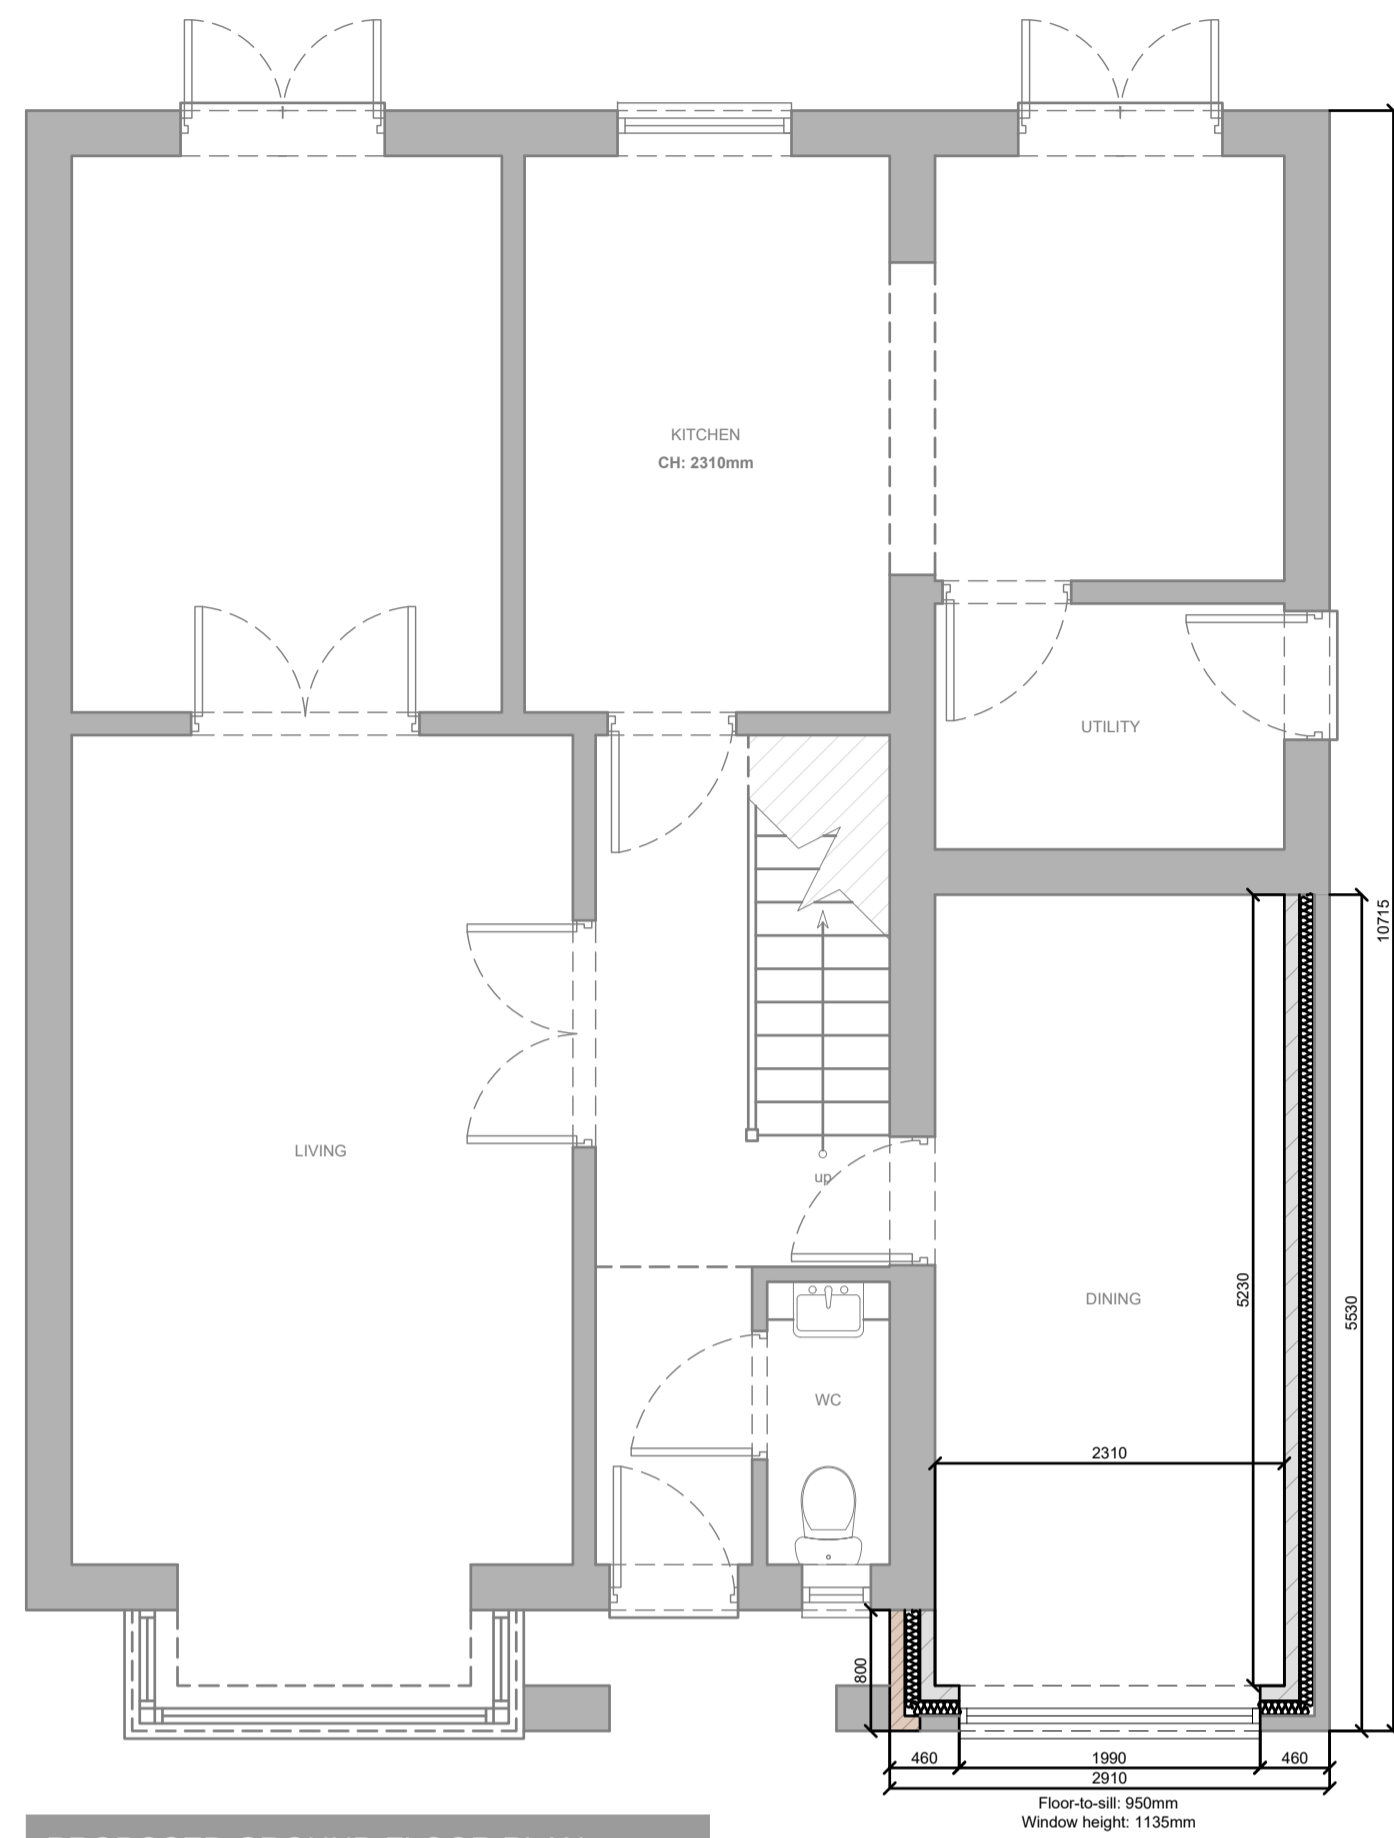 KITCHEN
CH: 2310mm
UTILITY
10715
LIVING
up
DINING
5230
5530
WC
2310
800
460
1990
460
2910
Floor-to-sill: 950mm
Window height: 1135mm